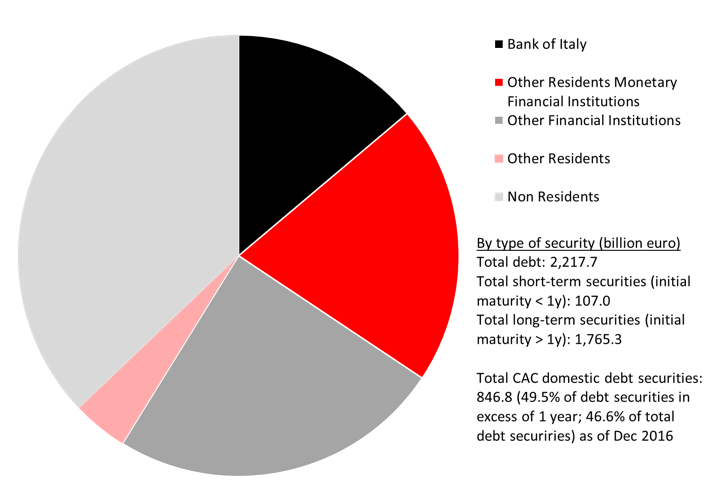 Bank of Italy
Other Residents Monetary
Financial Institutions
Other Financial Institutions
Other Residents
Non Residents
By type of security (billion euro)
Total debt: 2,217.7
Total short-term securities (initial
maturity < 1y): 107.0
Total long-term securities (initial
maturity > 1y): 1,765.3
Total CAC domestic debt securities:
846.8 (49.5% of debt securities in
excess of 1 year; 46.6% of total
debt securiries) as of Dec 2016